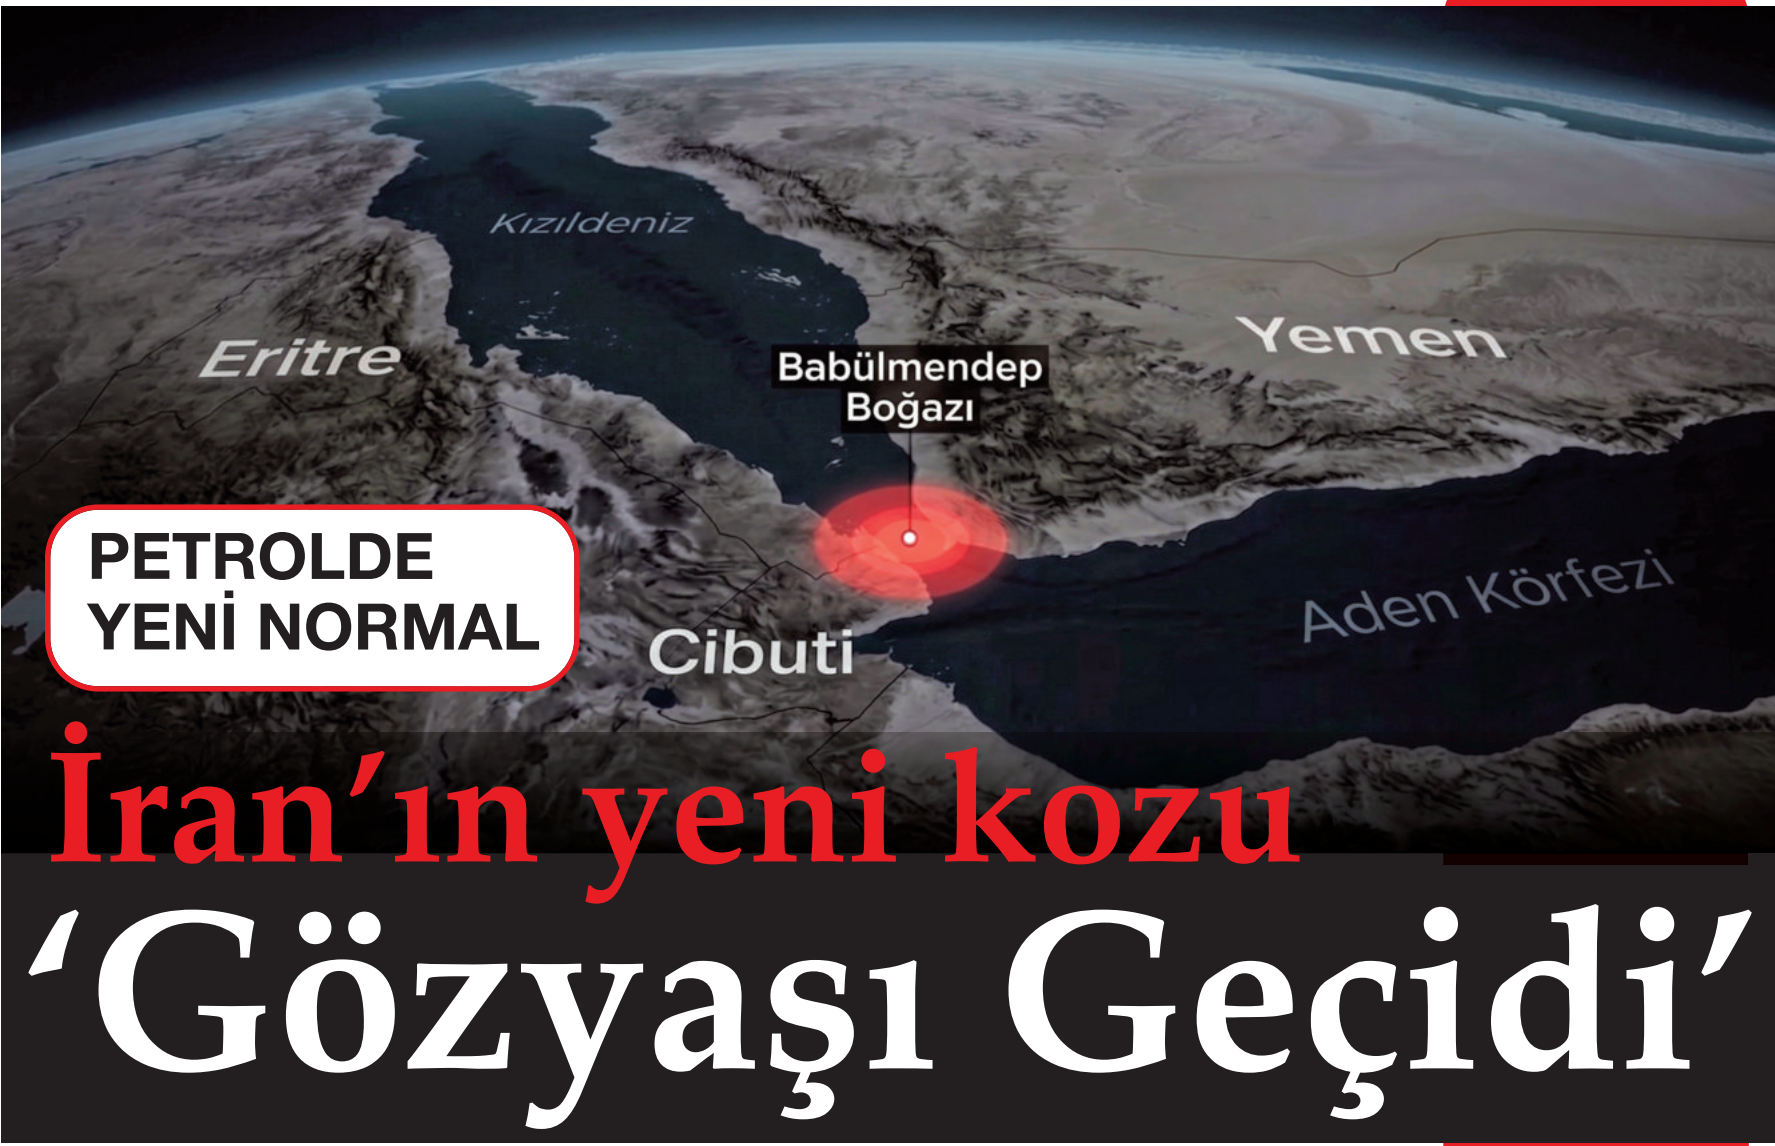 Kızıldeniz
Eritre
Yemen
Babülmendep
Boğazı
Aden Körfezi
Cibuti
PETROLDE
YENİ NORMAL
İran’ın yeni kozu
‘Gözyaşı Geçidi’